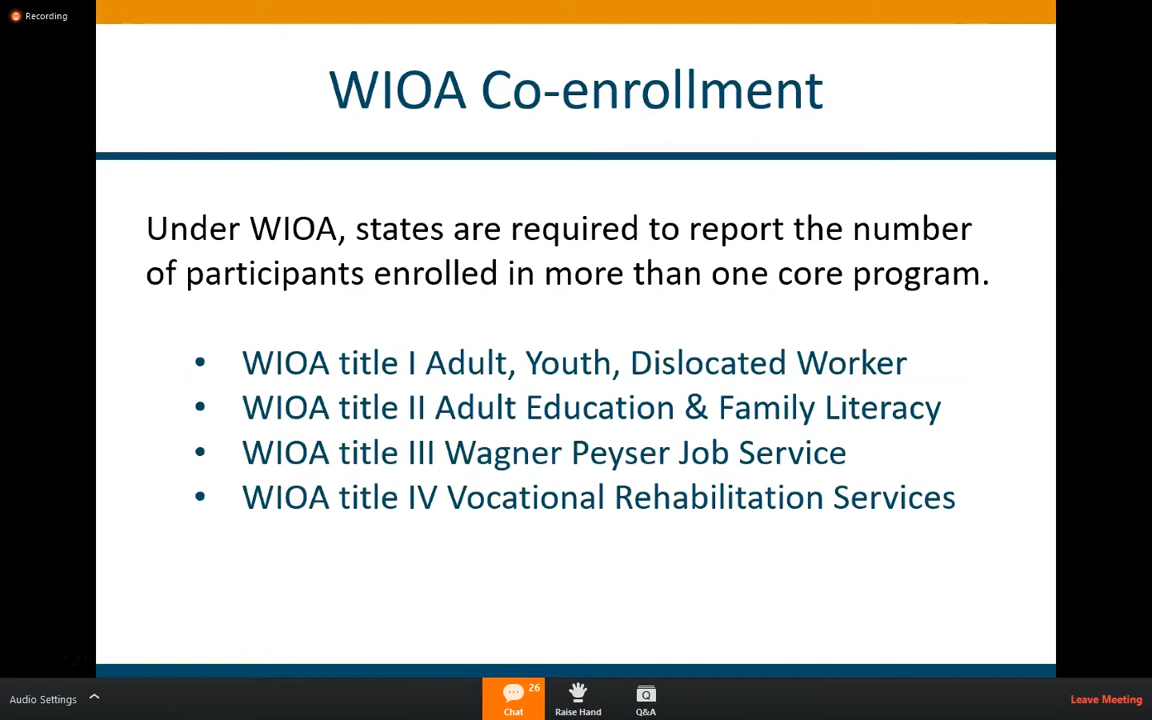 Recording
WIOA Co-enrollment
Under WIOA, states are required to report the number
of participants enrolled in more than one core program.
• WIOA title I Adult, Youth, Dislocated Worker
• WIOA title II Adult Education & Family Literacy
• WIOA title III Wagner Peyser Job Service
• WIOA title IV Vocational Rehabilitation Services
Audio Settings
26
Chat
Raise Hand
Q
Q&A
Leave Meeting